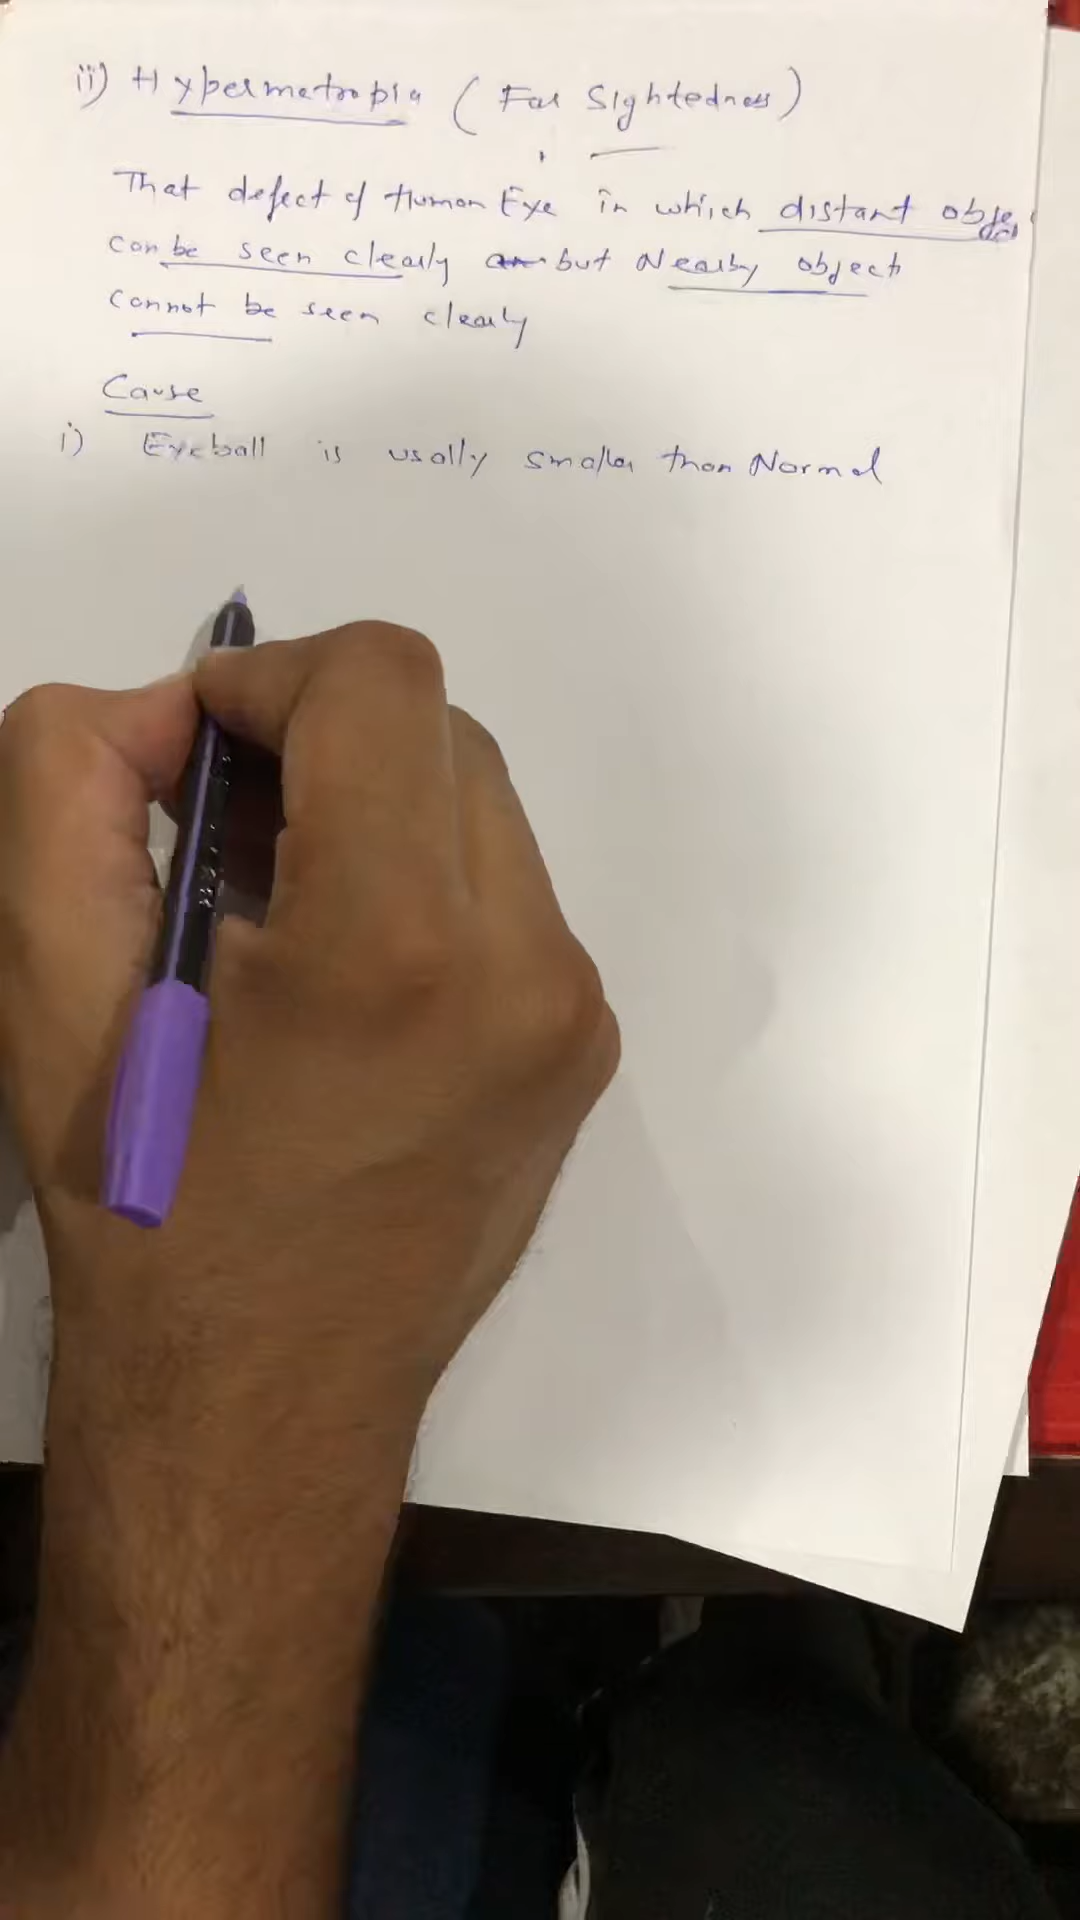 ii) Hypermetropia ( Far Sightedness )
That defect of Human Eye in which distant object
can be seen clearly but Nearby object
cannot be seen clearly
Cause
i) Eyeball is usally smaller than Normal